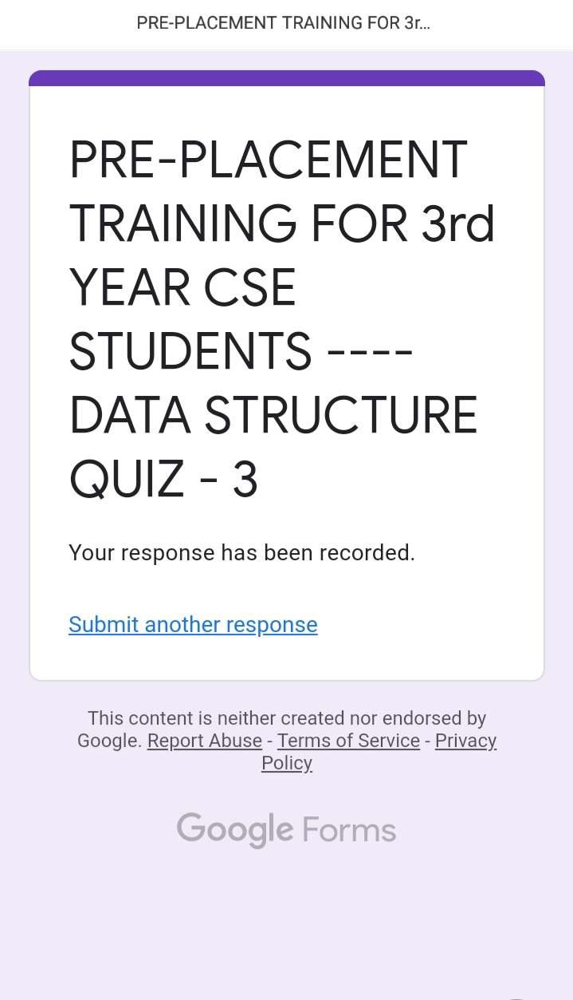 PRE-PLACEMENT TRAINING FOR 3r...
PRE-PLACEMENT
TRAINING FOR 3rd
YEAR CSE
STUDENTS ----
DATA STRUCTURE
QUIZ - 3
Your response has been recorded.
Submit another response
This content is neither created nor endorsed by
Google. Report Abuse - Terms of Service - Privacy
Policy
Google Forms